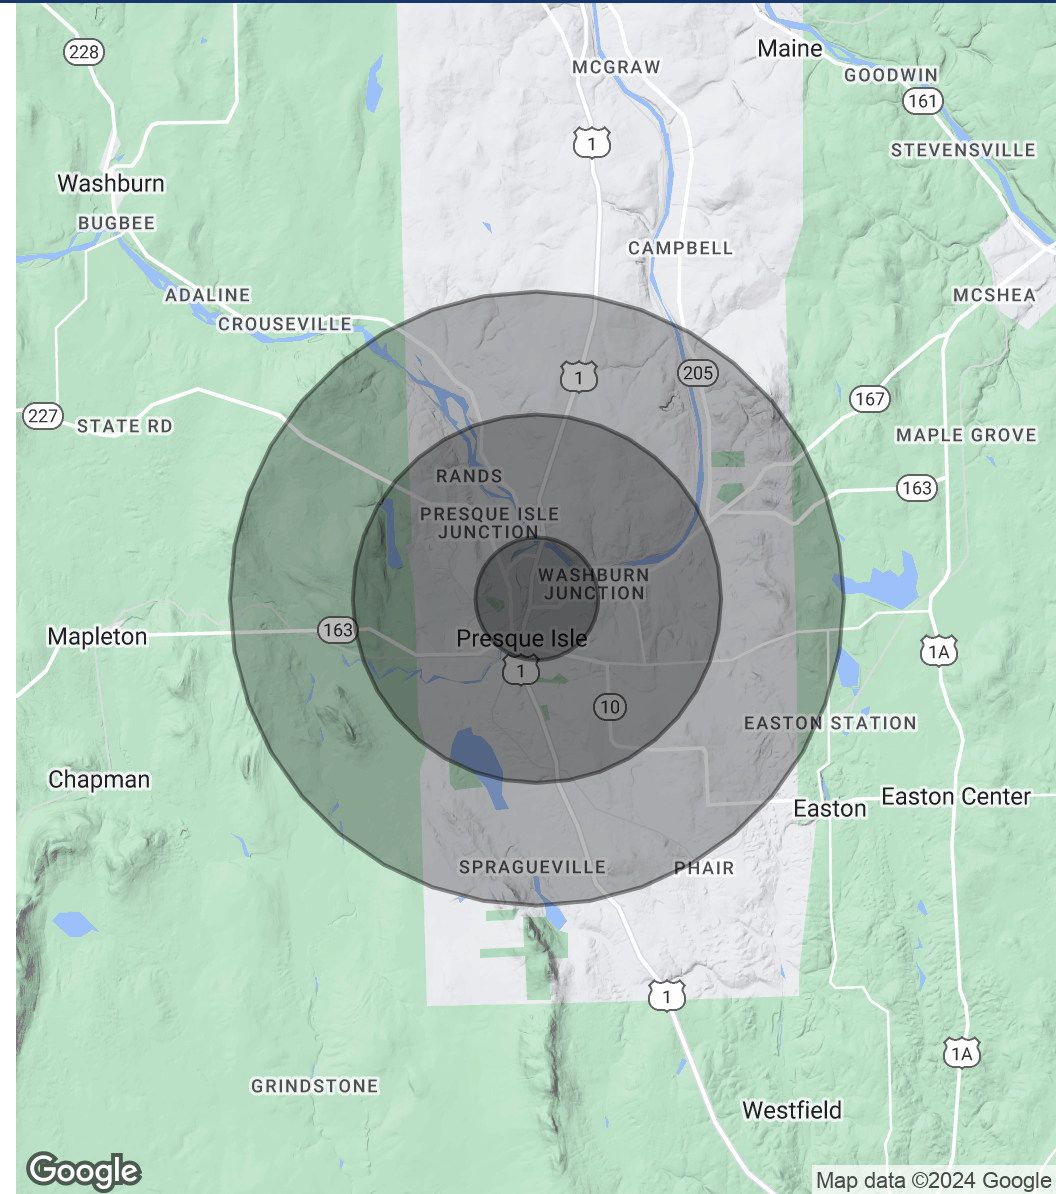 228
Maine
MCGRAW
GOODWIN
161
1
STEVENSVILLE
Washburn
BUGBEE
CAMPBELL
ADALINE
MCSHEA
CROUSEVILLE
1
205
167
227
STATE RD
MAPLE GROVE
RANDS
163
PRESQUE ISLE
JUNCTION
WASHBURN
JUNCTION
Mapleton
163
Presque Isle
1A
1
10
EASTON STATION
Chapman
Easton
Easton Center
SPRAGUEVILLE
PHAIR
1
1A
GRINDSTONE
Westfield
Google
Map data ©2024 Google